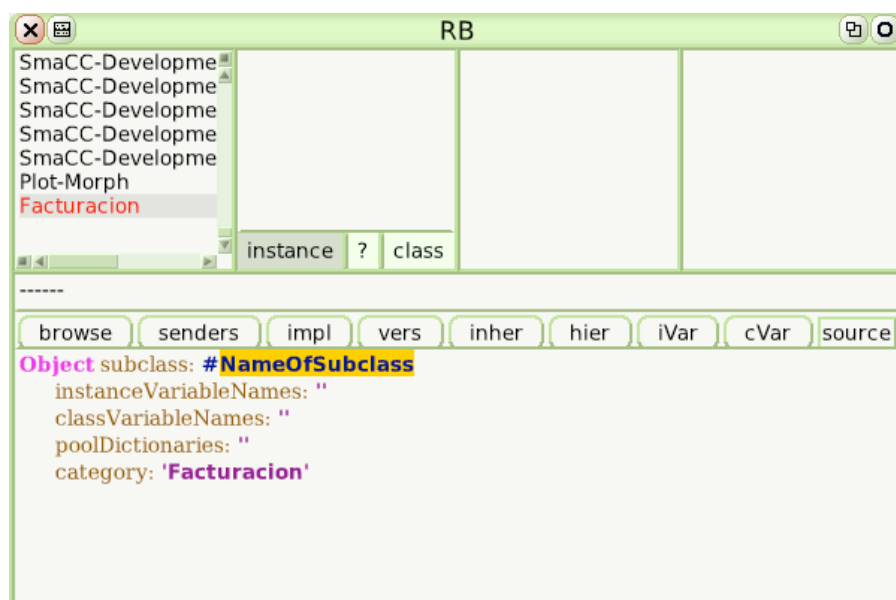 RB
SmaCC-Developme
SmaCC-Developme
SmaCC-Developme
SmaCC-Developme
SmaCC-Developme
Plot-Morph
Facturacion
instance ? class
------
browse senders impl vers inher hier iVar cVar source
Object subclass: #NameOfSubclass
instanceVariableNames: ''
classVariableNames: ''
poolDictionaries: ''
category: 'Facturacion'